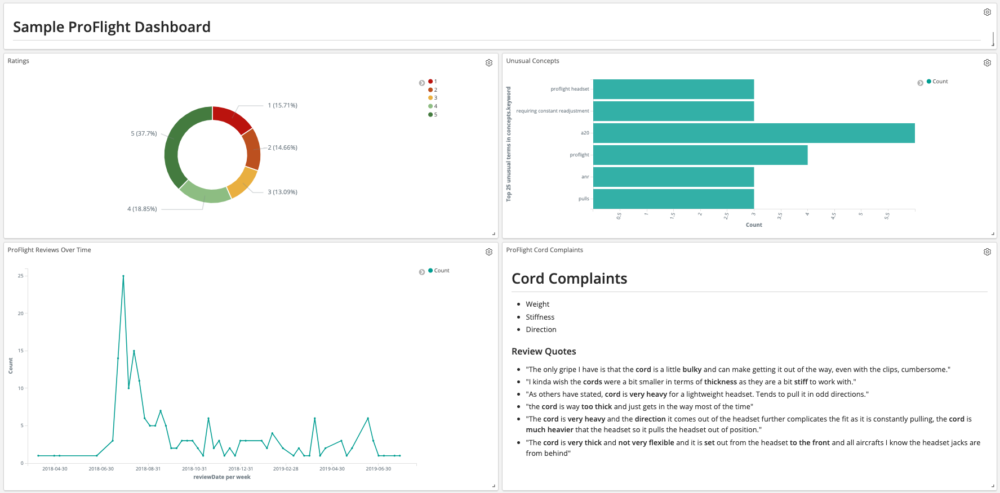 Sample ProFlight Dashboard
Ratings
1
2
3
4
5
1 (15.71%)
2 (14.66%)
3 (13.09%)
4 (18.85%)
5 (37.7%)
Unusual Concepts
Top 25 unusual terms in concepts.keyword
proflight headset
requiring constant readjustment
a20
proflight
anr
pulls
0.5
1
1.5
2
2.5
3
3.5
4
4.5
5
5.5
Count
Count
ProFlight Reviews Over Time
Count
25
20
15
10
5
0
Count
2018-04-30
2018-06-30
2018-08-31
2018-10-31
2018-12-31
2019-02-28
2019-04-30
2019-06-30
reviewDate per week
ProFlight Cord Complaints
Cord Complaints
Weight
Stiffness
Direction
Review Quotes
"The only gripe I have is that the cord is a little bulky and can make getting it out of the way, even with the clips, cumbersome."
"I kinda wish the cords were a bit smaller in terms of thickness as they are a bit stiff to work with."
"As others have stated, cord is very heavy for a lightweight headset. Tends to pull it in odd directions."
"the cord is way too thick and just gets in the way most of the time"
"The cord is very heavy and the direction it comes out of the headset further complicates the fit as it is constantly pulling, the cord is
much heavier that the headset so it pulls the headset out of position."
"The cord is very thick and not very flexible and it is set out from the headset to the front and all aircrafts I know the headset jacks are
from behind"